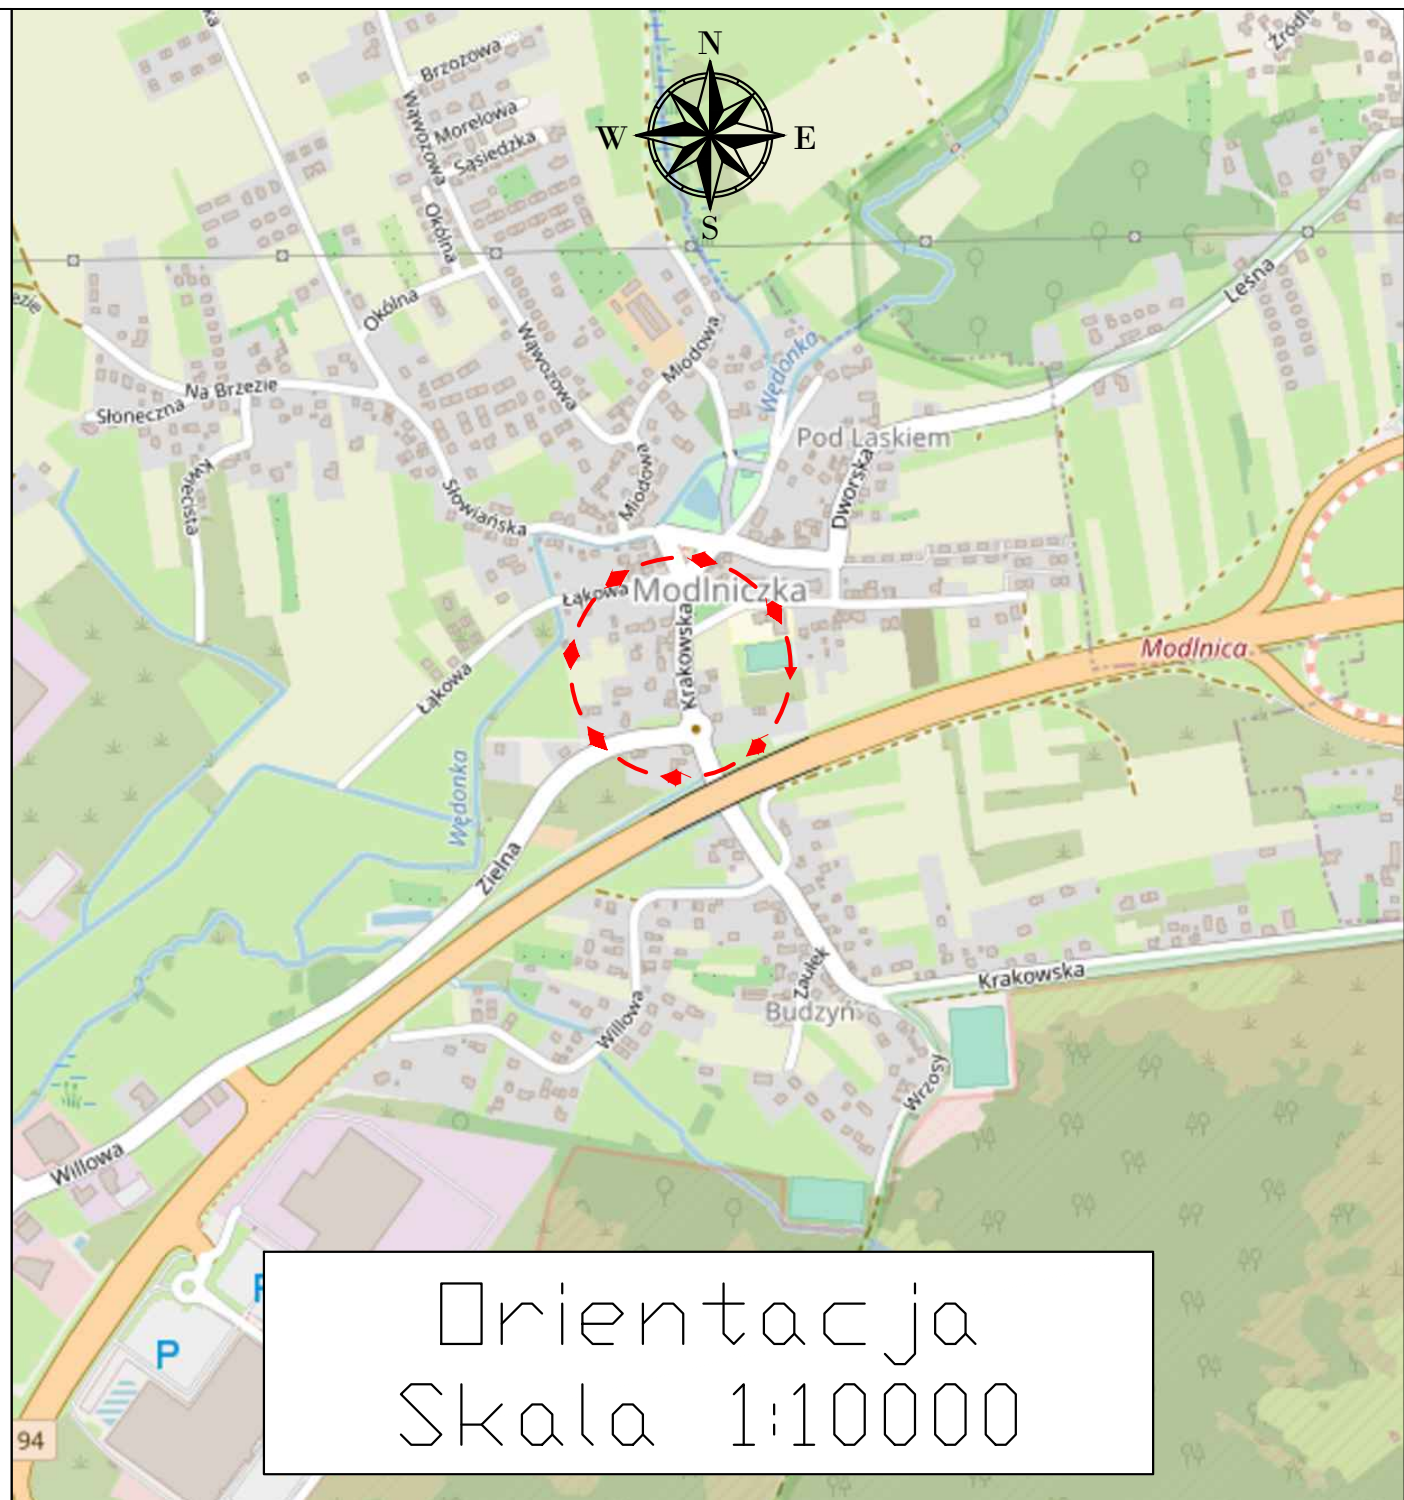 Brzozowa
Morelowa
Sąsiedzka
Wąwozowa
Okólna
N
W
E
S
Okólna
Wąwozowa
Miodowa
Wędonka
Leśna
Na Brzezie
Słoneczna
Kwiecista
Słowiańska
Miodowa
Pod Laskiem
Dworska
Łąkowa
Modlniczka
Krakowska
Modlnica
Łąkowa
Wędonka
Zielna
Krakowska
Zaułek
Budzyń
Willowa
Wrzosy
Willowa
P
94
Orientacja
Skala 1:10000